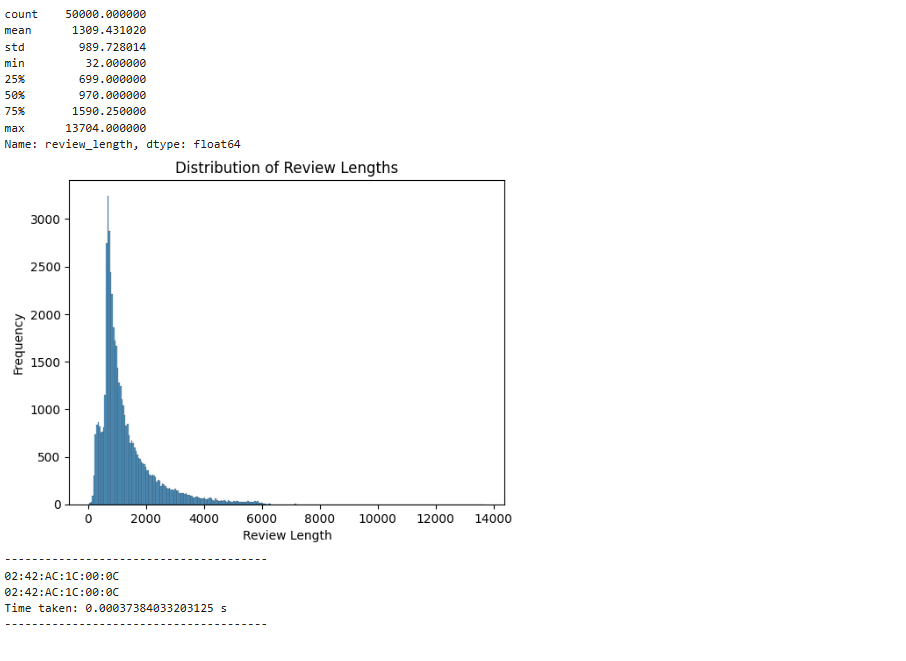 count    50000.000000
mean      1309.431020
std        989.728014
min         32.000000
25%        699.000000
50%        970.000000
75%       1590.250000
max      13704.000000
Name: review_length, dtype: float64
Distribution of Review Lengths
3000
2500
2000
1500
1000
500
0
Frequency
0 2000 4000 6000 8000 10000 12000 14000
Review Length
---------------------------------------
02:42:AC:1C:00:0C
02:42:AC:1C:00:0C
Time taken: 0.00037384033203125 s
---------------------------------------